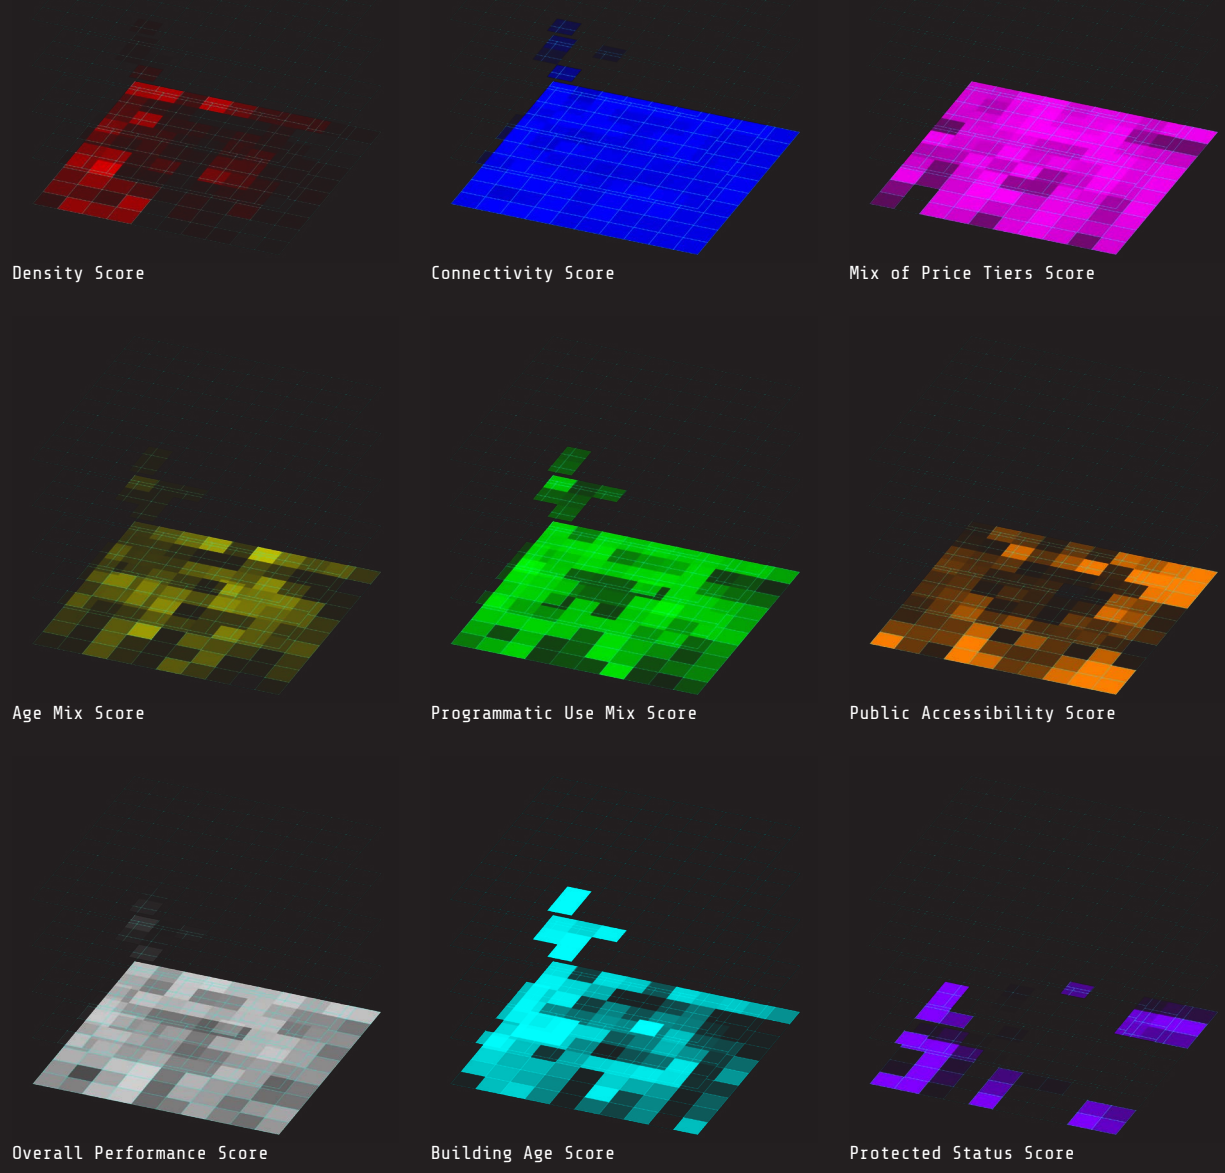 Density Score
Connectivity Score
Mix of Price Tiers Score
Age Mix Score
Programmatic Use Mix Score
Public Accessibility Score
Overall Performance Score
Building Age Score
Protected Status Score